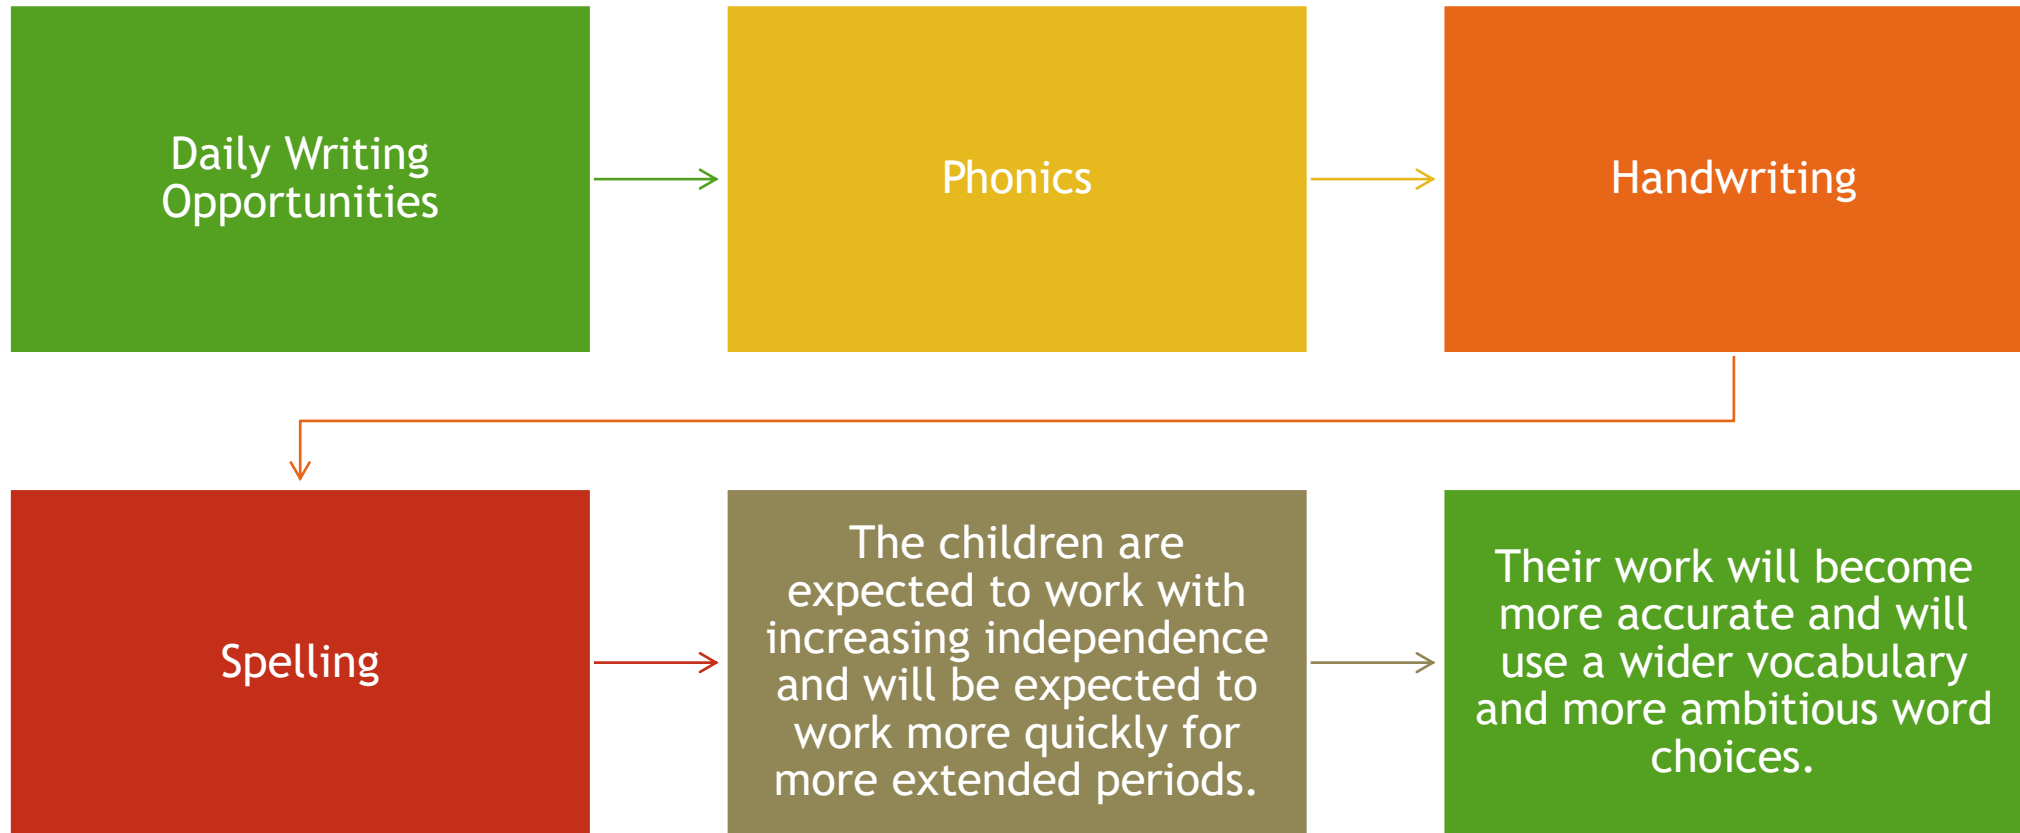 Daily Writing
Opportunities
Phonics
Handwriting
Spelling
The children are
expected to work with
increasing independence
and will be expected to
work more quickly for
more extended periods.
Their work will become
more accurate and will
use a wider vocabulary
and more ambitious word
choices.